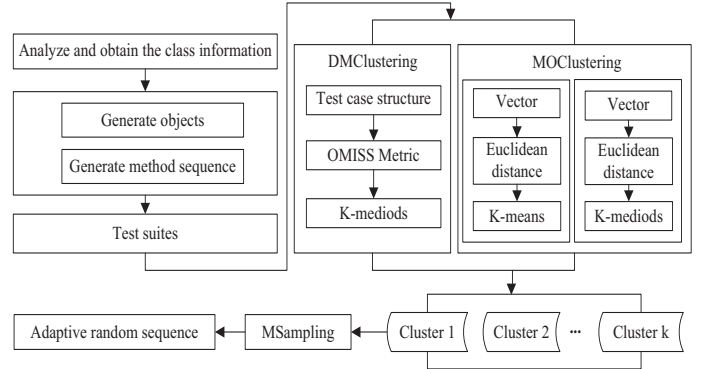 Analyze and obtain the class information
Generate objects
Generate method sequence
Test suites
DMClustering
Test case structure
OMISS Metric
K-mediods
MOClustering
Vector
Euclidean
distance
K-means
Vector
Euclidean
distance
K-mediods
Adaptive random sequence
MSampling
Cluster 1
Cluster 2
...
Cluster k